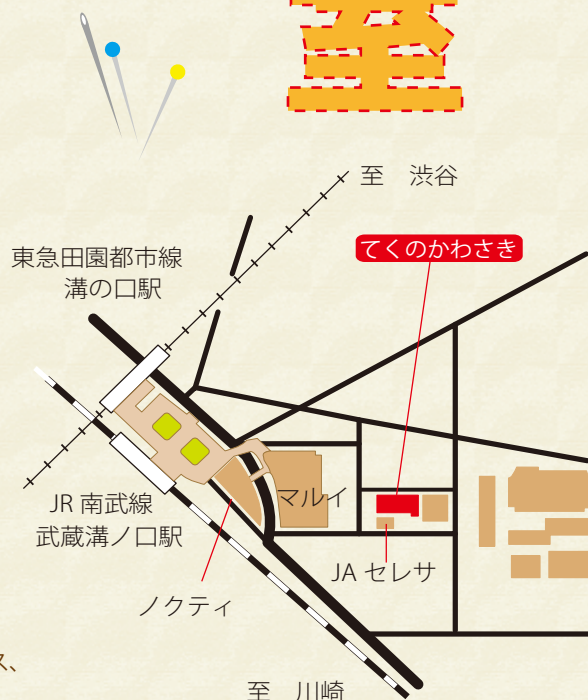 室
至　渋谷
てくのかわさき
東急田園都市線
溝の口駅
マルイ
JR 南武線
武蔵溝ノ口駅
JA セレサ
ノクティ
ス、
至　川崎